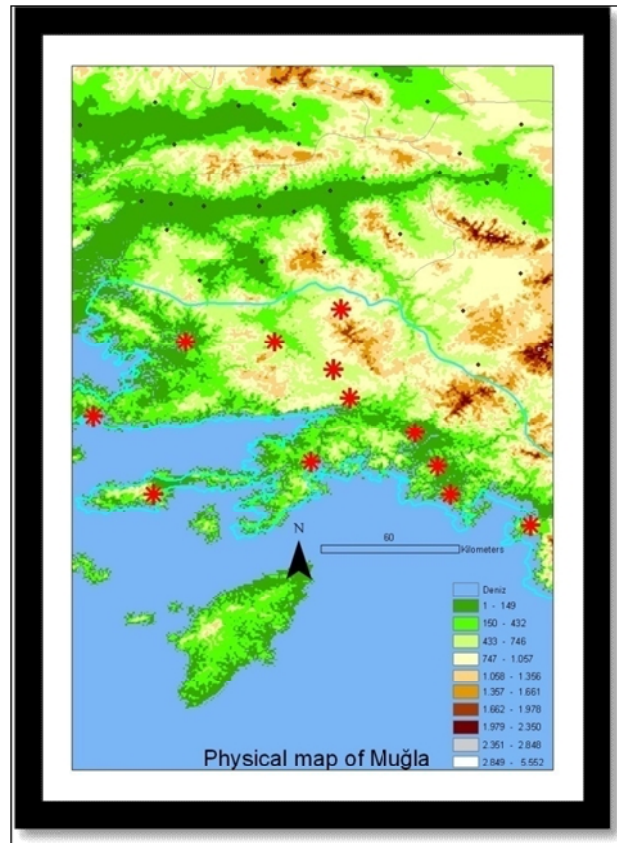 N
60
Kilometers
Deniz
1 - 149
150 - 432
433 - 746
747 - 1.057
1.058 - 1.356
1.357 - 1.661
1.662 - 1.978
1.979 - 2.350
2.351 - 2.848
2.849 - 5.552
Physical map of Muğla